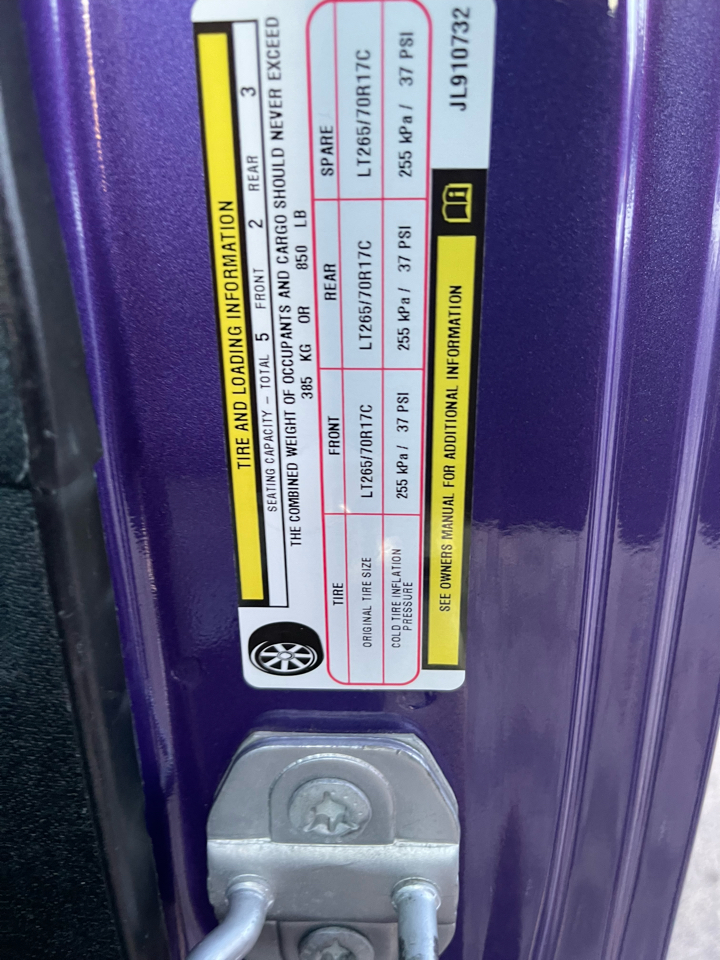 TIRE AND LOADING INFORMATION
SEATING CAPACITY – TOTAL 5 FRONT 2 REAR 3
THE COMBINED WEIGHT OF OCCUPANTS AND CARGO SHOULD NEVER EXCEED
385 KG OR 850 LB
TIRE FRONT REAR SPARE
ORIGINAL TIRE SIZE LT265/70R17C LT265/70R17C LT265/70R17C
COLD TIRE INFLATION
PRESSURE 255 kPa / 37 PSI 255 kPa / 37 PSI 255 kPa / 37 PSI
SEE OWNERS MANUAL FOR ADDITIONAL INFORMATION
JL910732